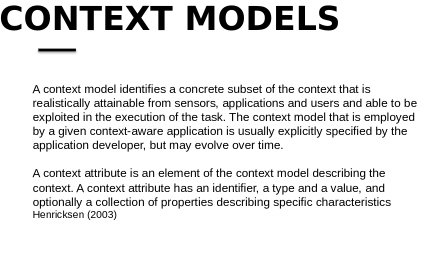 CONTEXT MODELS
A context model identifies a concrete subset of the context that is
realistically attainable from sensors, applications and users and able to be
exploited in the execution of the task. The context model that is employed
by a given context-aware application is usually explicitly specified by the
application developer, but may evolve over time.
A context attribute is an element of the context model describing the
context. A context attribute has an identifier, a type and a value, and
optionally a collection of properties describing specific characteristics
Henricksen (2003)